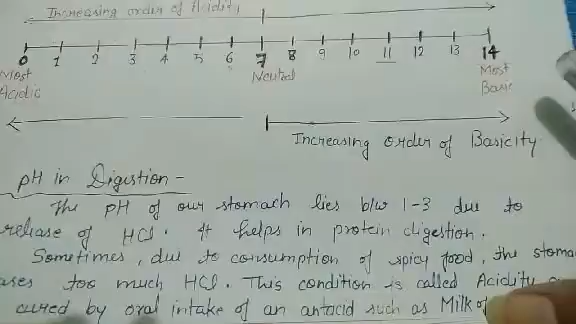 Increasing order of Acidity
0 1 2 3 4 5 6 7 8 9 10 11 12 13 14
Most Acidic
Neutral
Most Basic
Increasing order of Basicity
pH in Digestion -
The pH of our stomach lies b/w 1-3 due to
release of HCl. It helps in protein digestion.
Sometimes, due to consumption of spicy food, the stoma
ases too much HCl. This condition is called Acidity
cured by oral intake of an antacid such as Milk of